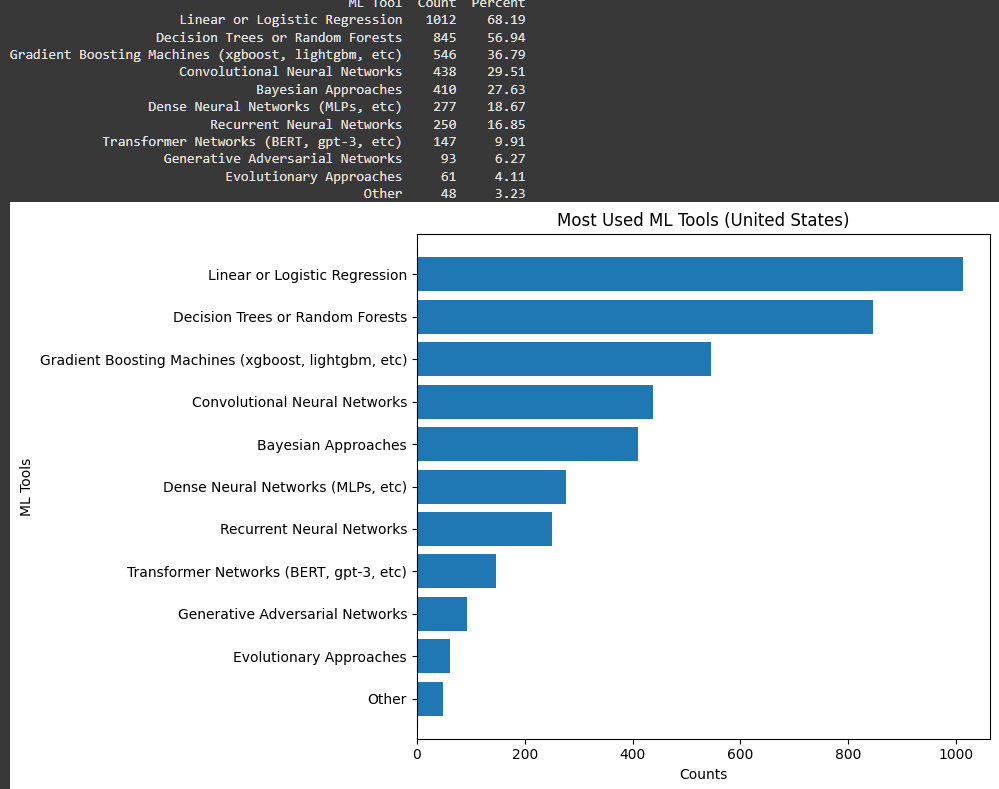 ML Tool Count Percent
Linear or Logistic Regression 1012 68.19
Decision Trees or Random Forests 845 56.94
Gradient Boosting Machines (xgboost, lightgbm, etc) 546 36.79
Convolutional Neural Networks 438 29.51
Bayesian Approaches 410 27.63
Dense Neural Networks (MLPs, etc) 277 18.67
Recurrent Neural Networks 250 16.85
Transformer Networks (BERT, gpt-3, etc) 147 9.91
Generative Adversarial Networks 93 6.27
Evolutionary Approaches 61 4.11
Other 48 3.23
Most Used ML Tools (United States)
ML Tools
Linear or Logistic Regression
Decision Trees or Random Forests
Gradient Boosting Machines (xgboost, lightgbm, etc)
Convolutional Neural Networks
Bayesian Approaches
Dense Neural Networks (MLPs, etc)
Recurrent Neural Networks
Transformer Networks (BERT, gpt-3, etc)
Generative Adversarial Networks
Evolutionary Approaches
Other
0 200 400 600 800 1000
Counts